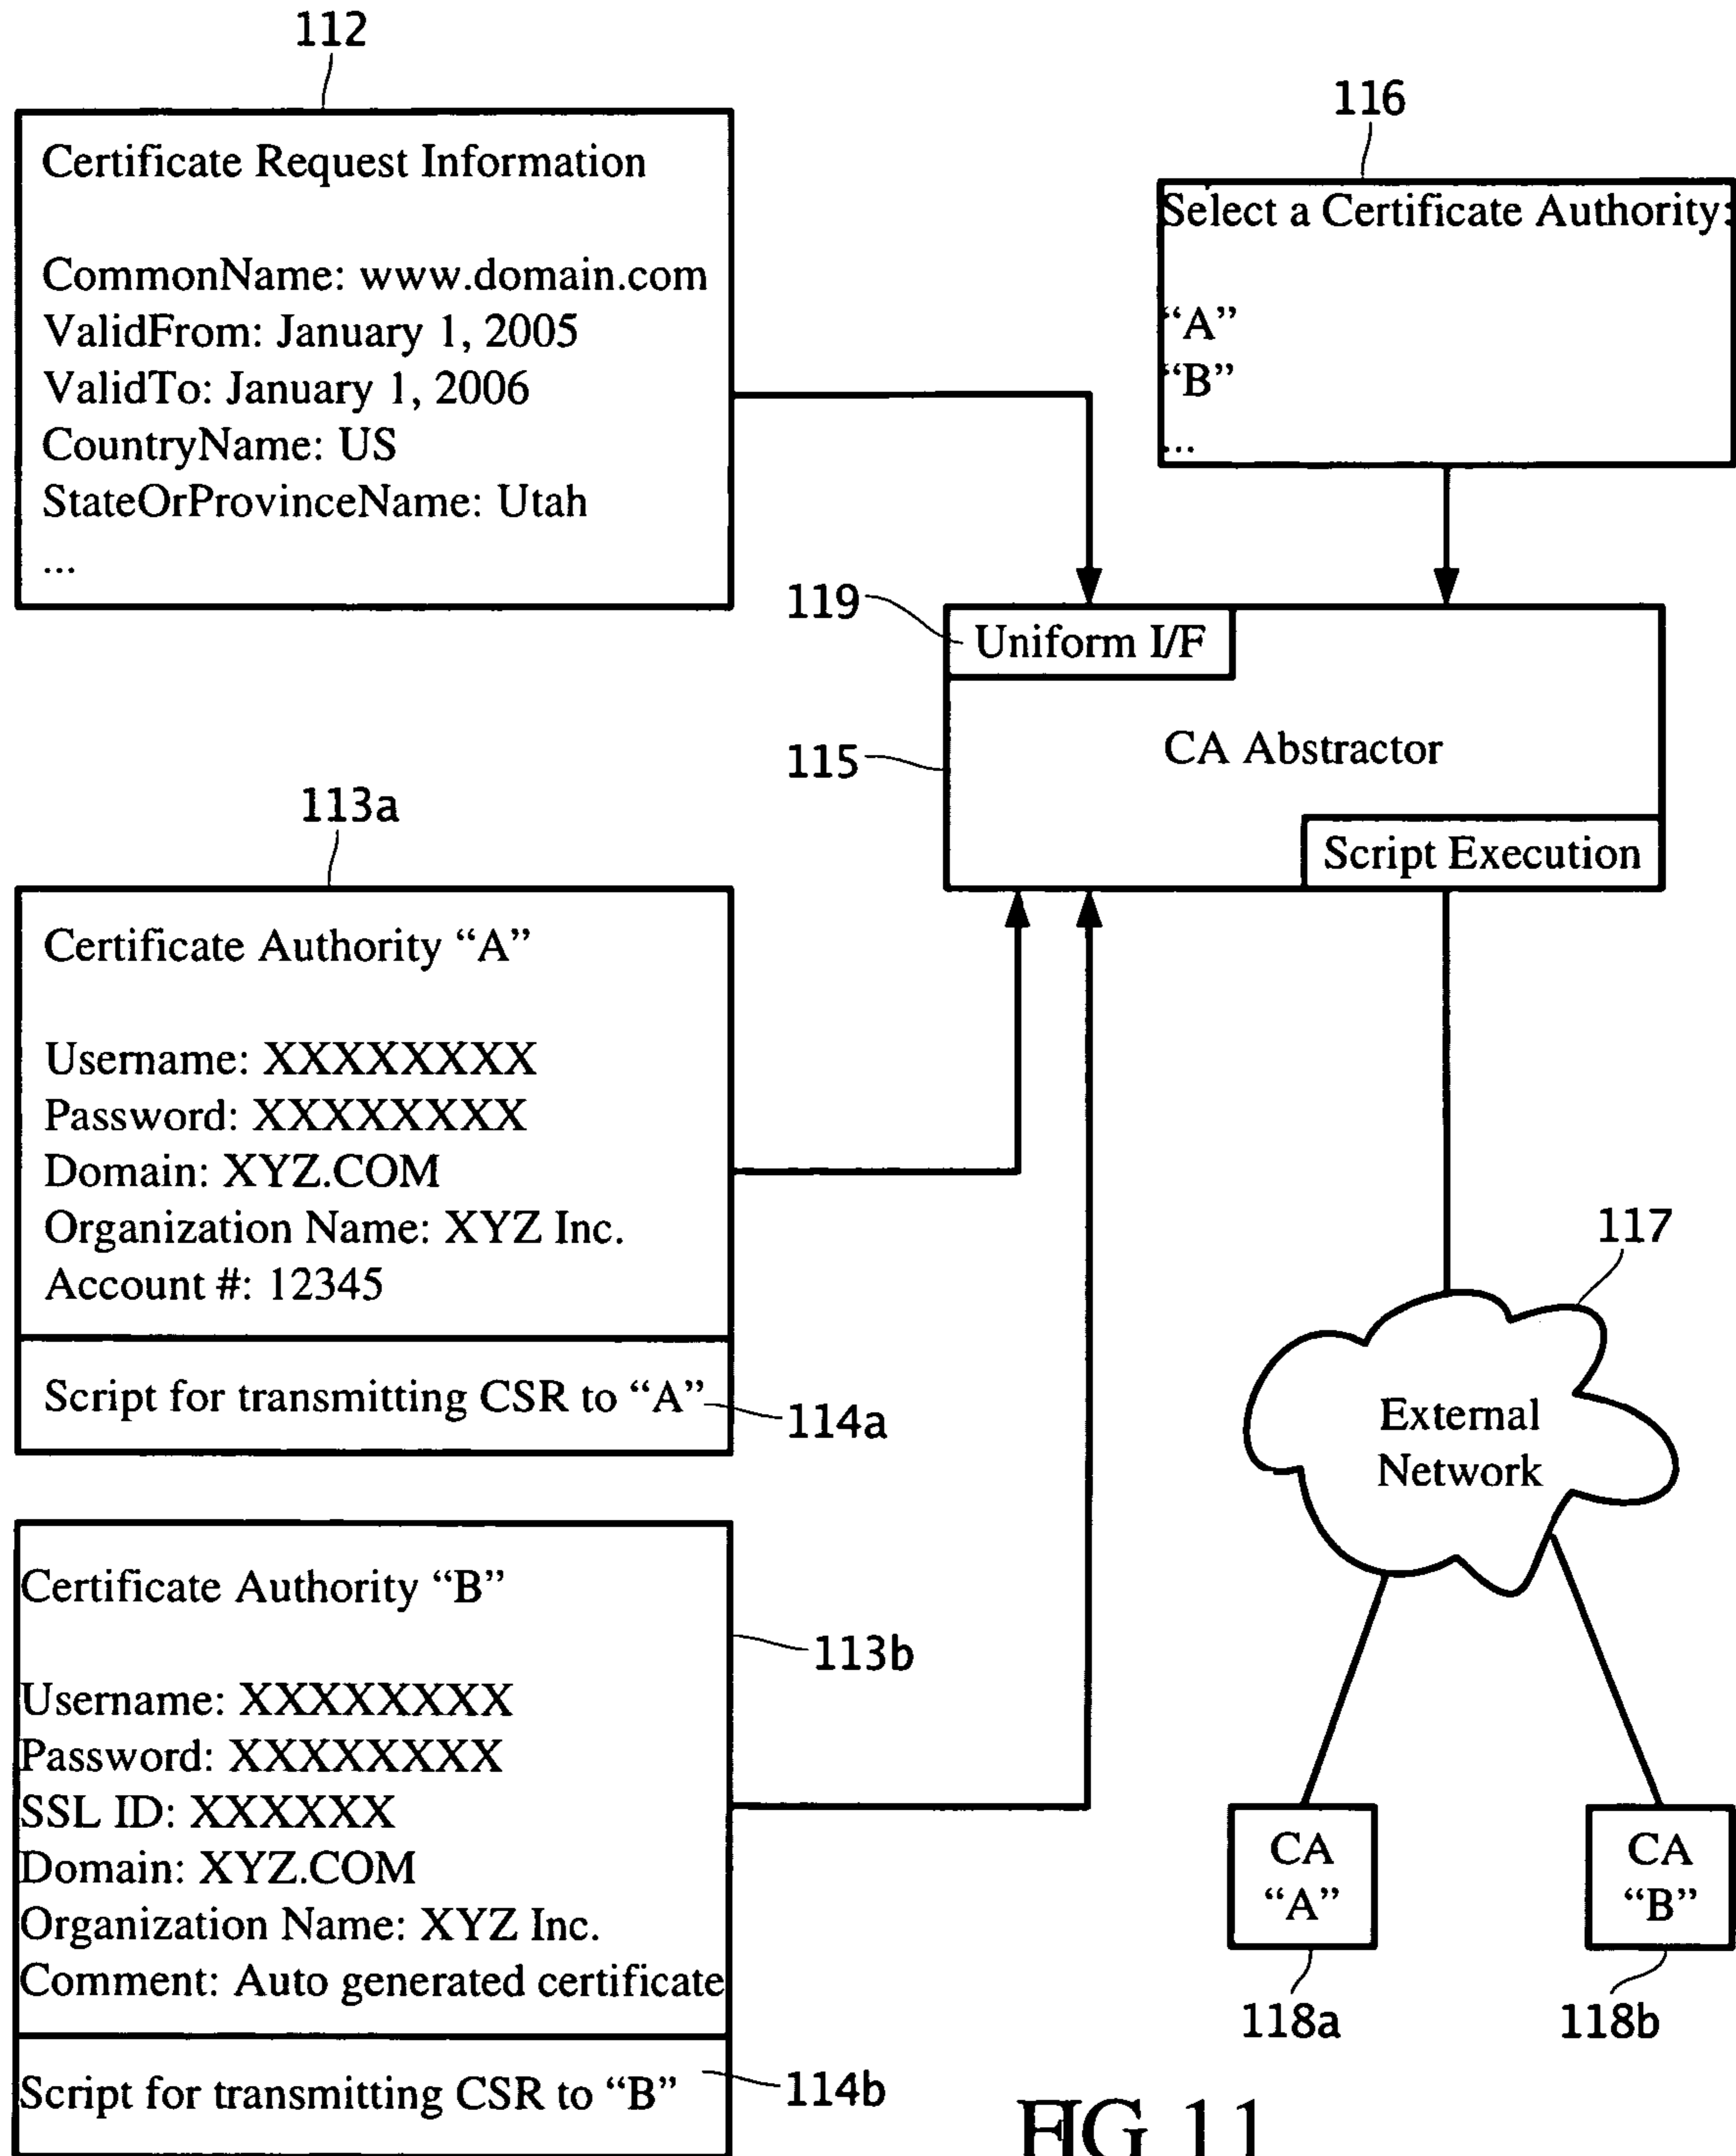 112
Certificate Request Information
CommonName: www.domain.com
ValidFrom: January 1, 2005
ValidTo: January 1, 2006
CountryName: US
StateOrProvinceName: Utah
...
116
Select a Certificate Authority:
“A”
“B”
...
119
Uniform I/F
115
CA Abstractor
Script Execution
113a
Certificate Authority “A”
Username: XXXXXXXX
Password: XXXXXXXX
Domain: XYZ.COM
Organization Name: XYZ Inc.
Account #: 12345
Script for transmitting CSR to “A”
114a
117
External
Network
Certificate Authority “B”
113b
Username: XXXXXXXX
Password: XXXXXXXX
SSL ID: XXXXXX
Domain: XYZ.COM
Organization Name: XYZ Inc.
Comment: Auto generated certificate
Script for transmitting CSR to “B”
114b
CA
“A”
118a
CA
“B”
118b
FIG 11